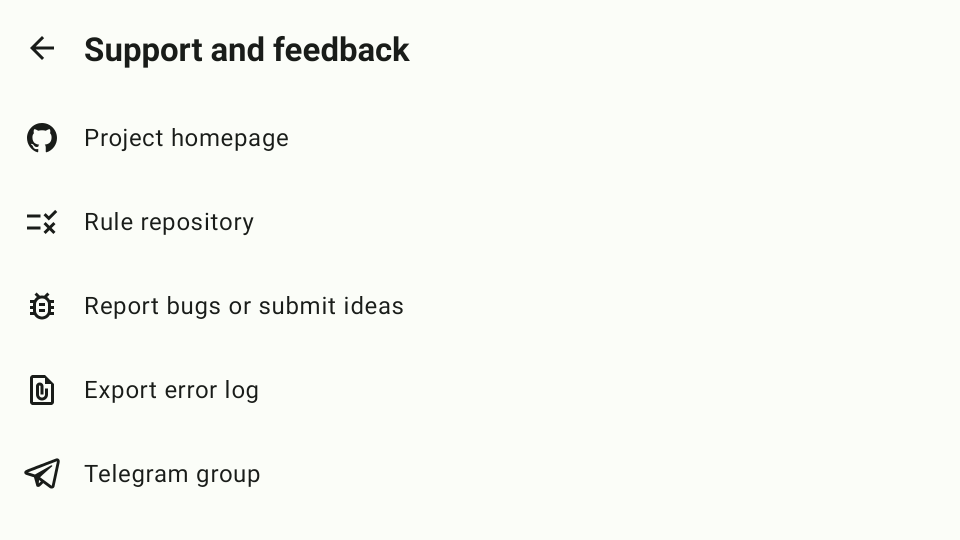 Support and feedback
Project homepage
Rule repository
Report bugs or submit ideas
Export error log
Telegram group